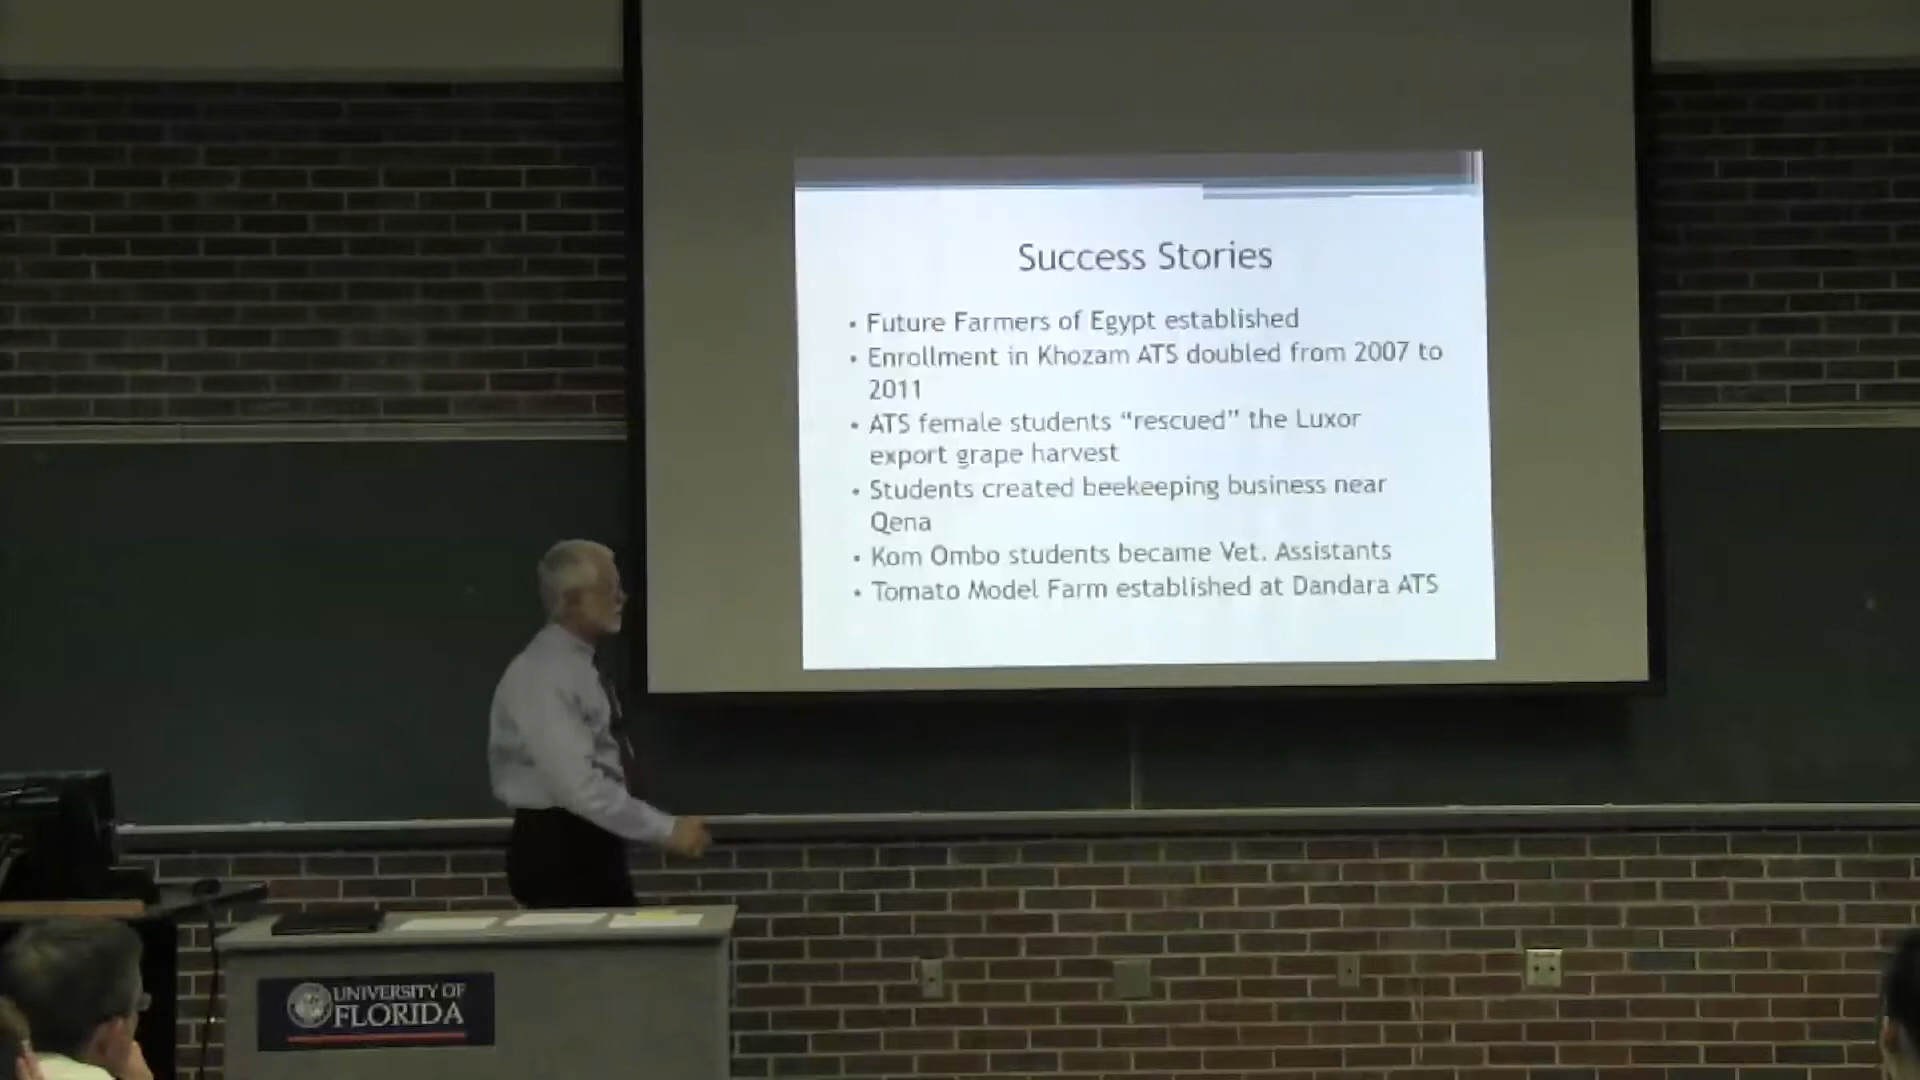 Success Stories
• Future Farmers of Egypt established
• Enrollment in Khozam ATS doubled from 2007 to
2011
• ATS female students “rescued” the Luxor
export grape harvest
• Students created beekeeping business near
Qena
• Kom Ombo students became Vet. Assistants
• Tomato Model Farm established at Dandara ATS
UNIVERSITY OF
FLORIDA